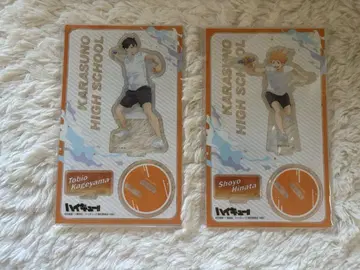 KARASUNO
HIGH SCHOOL
Tobio
Kageyama
ハイキュー!!
KARASUNO
HIGH SCHOOL
Shoyo
Hinata
ハイキュー!!